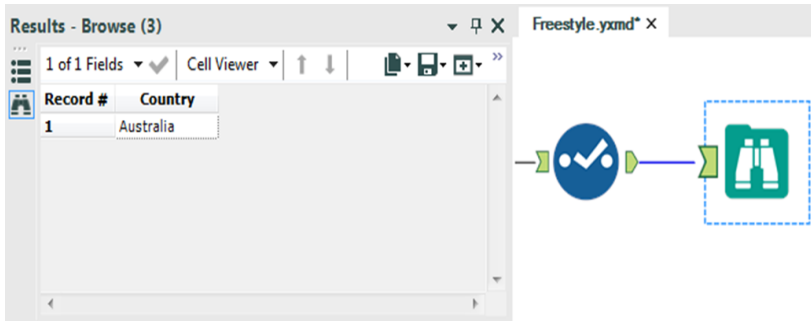 Results - Browse (3)
1 of 1 Fields
Cell Viewer
Record # Country
1 Australia
Freestyle.yxmd*